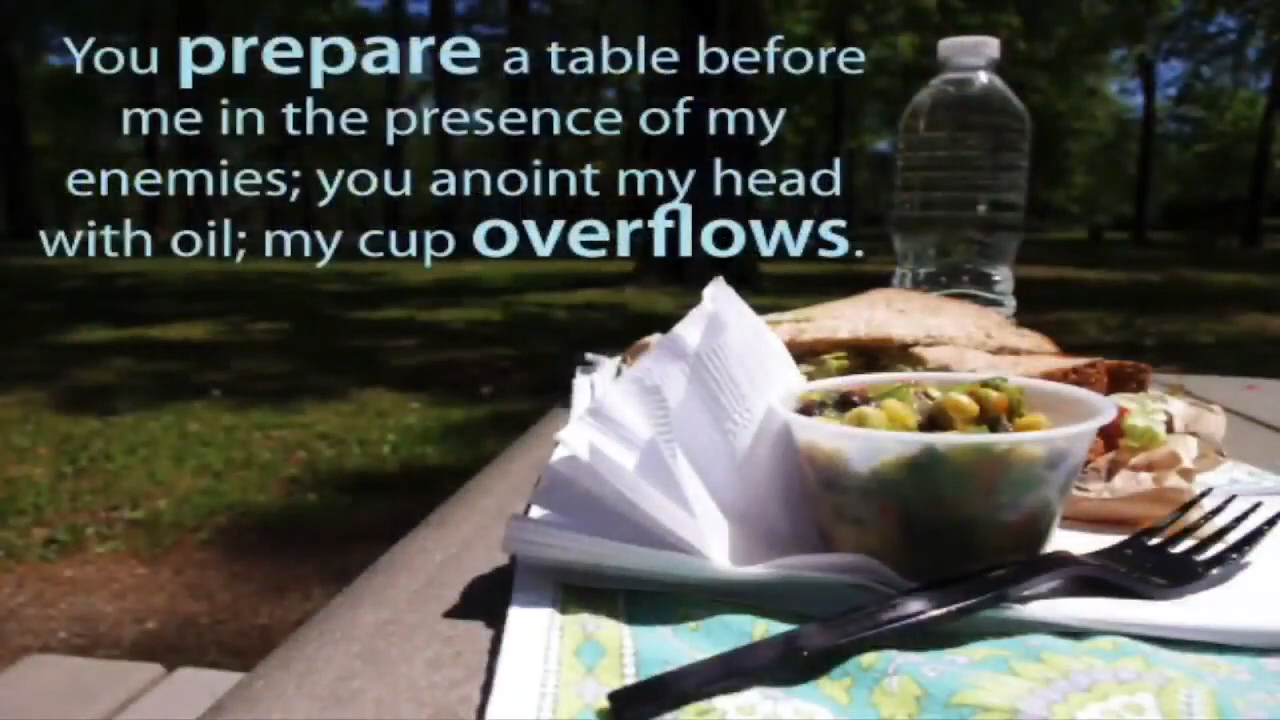 You prepare a table before
me in the presence of my
enemies; you anoint my head
with oil; my cup overflows.